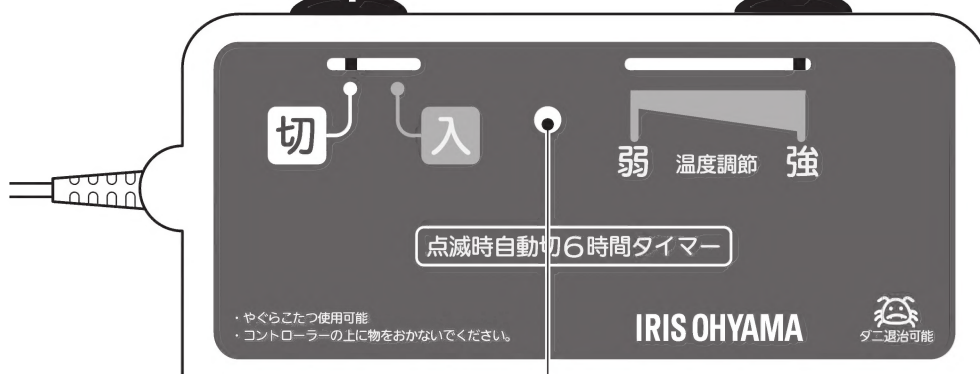 切
入
弱
温度調節
強
点滅時自動切6時間タイマー
・やぐらこたつ使用可能
・コントローラーの上に物をおかないでください。
IRIS OHYAMA
ダニ退治可能